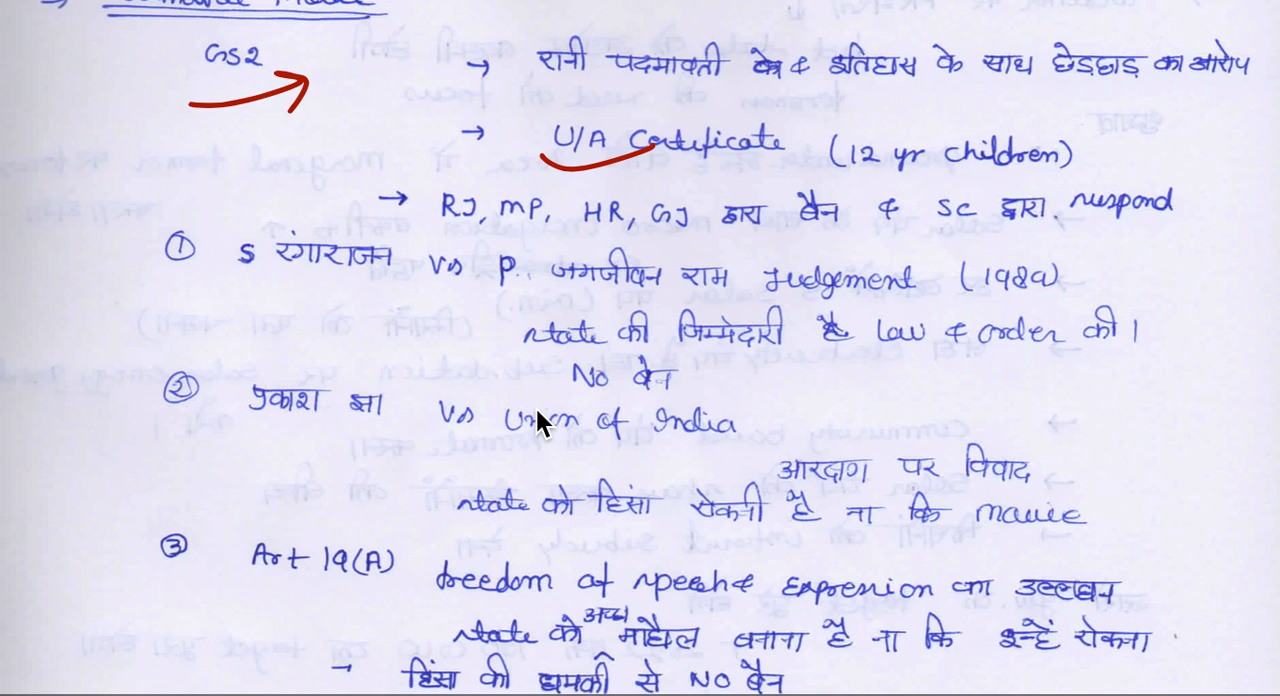 GS2
→ रानी पदमावती के & इतिहास के साथ छेडछाड़ का आरोप
→ U/A Certificate (12 yr children)
→ RJ, MP, HR, GJ द्वारा बैन & SC द्वारा respond
① S रंगाराजन Vs P. जगजीवन राम Judgement (1989)
state की जिम्मेदारी है law & order की।
No बैन
② प्रकाश झा Vs Union of India
आरक्षण पर विवाद
state को हिंसा रोकनी है ना कि movie
③ Art 19(A) freedom of speech & Expression का उल्लघन
अच्छा
state को माहौल बनाना है ना कि इन्हें रोकना
→ हिंसा की धमकी से NO बैन